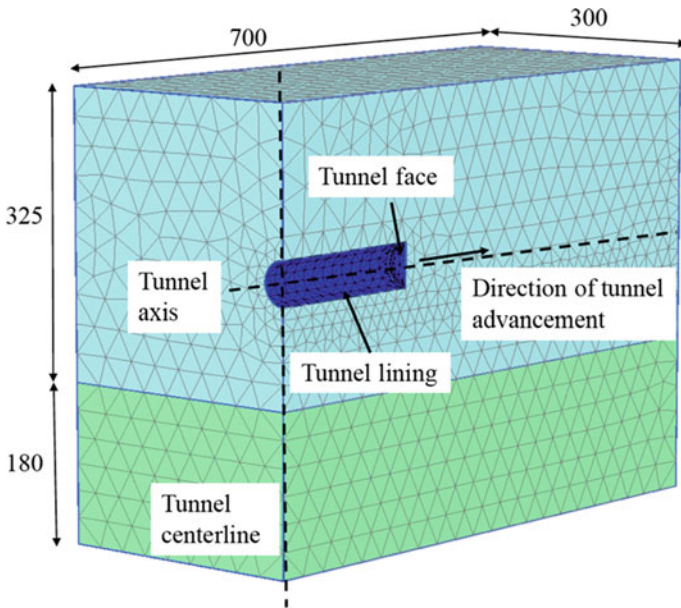 700
300
Tunnel face
325
Tunnel
axis
Direction of tunnel
advancement
Tunnel lining
180
Tunnel
centerline